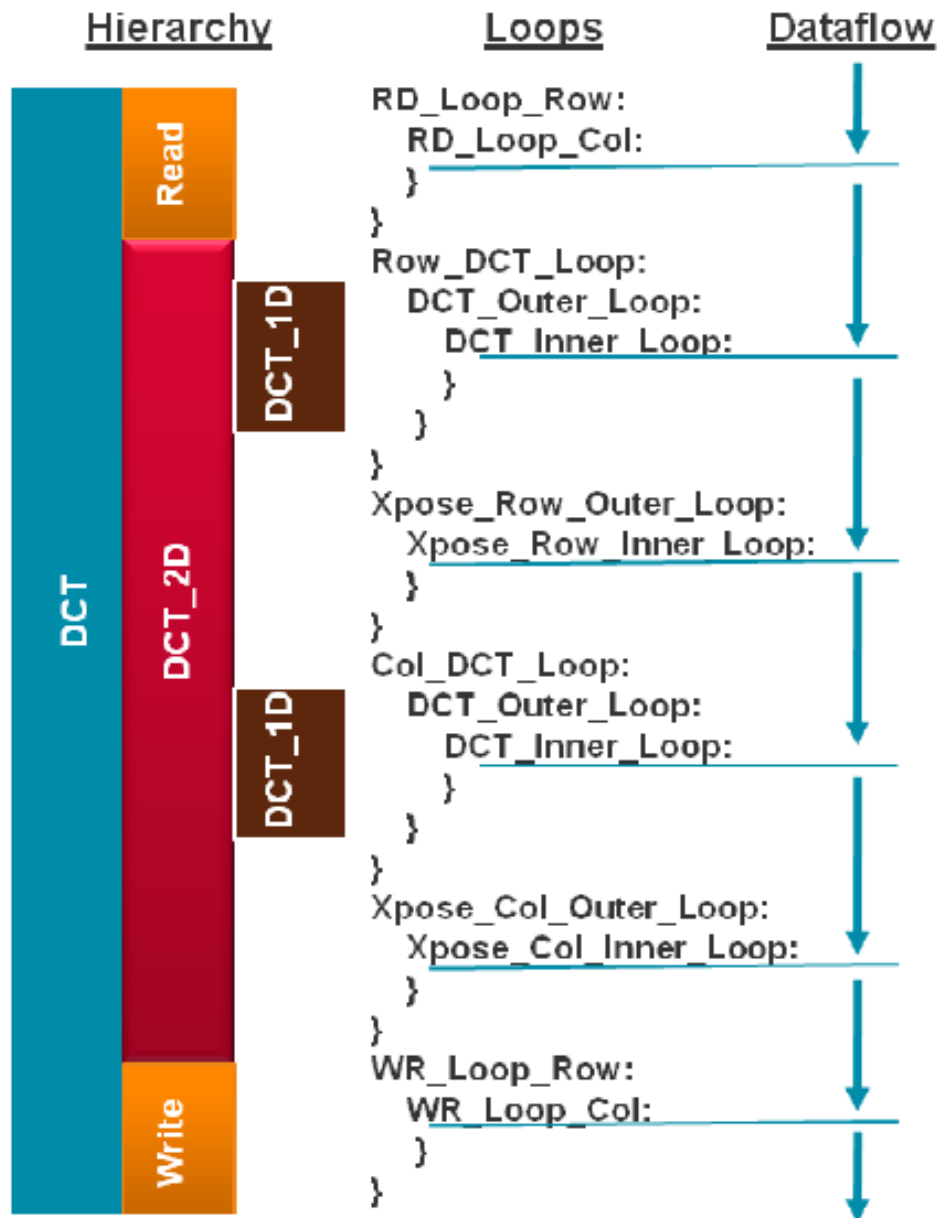 Hierarchy
Loops
Dataflow
DCT
Read
DCT_2D
Write
DCT_1D
DCT_1D
RD_Loop_Row:
RD_Loop_Col:
}
}
Row_DCT_Loop:
DCT_Outer_Loop:
DCT_Inner_Loop:
}
}
}
Xpose_Row_Outer_Loop:
Xpose_Row_Inner_Loop:
}
}
Col_DCT_Loop:
DCT_Outer_Loop:
DCT_Inner_Loop:
}
}
}
Xpose_Col_Outer_Loop:
Xpose_Col_Inner_Loop:
}
}
WR_Loop_Row:
WR_Loop_Col:
}
}